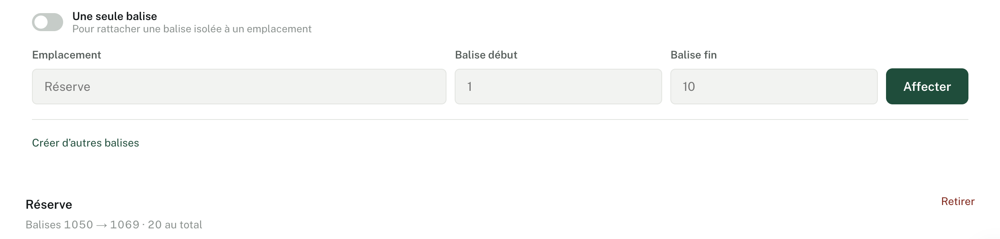 Une seule balise
Pour rattacher une balise isolée à un emplacement
Emplacement
Balise début
Balise fin
Réserve
1
10
Affecter
Créer d’autres balises
Réserve
Retirer
Balises 1050 → 1069 · 20 au total